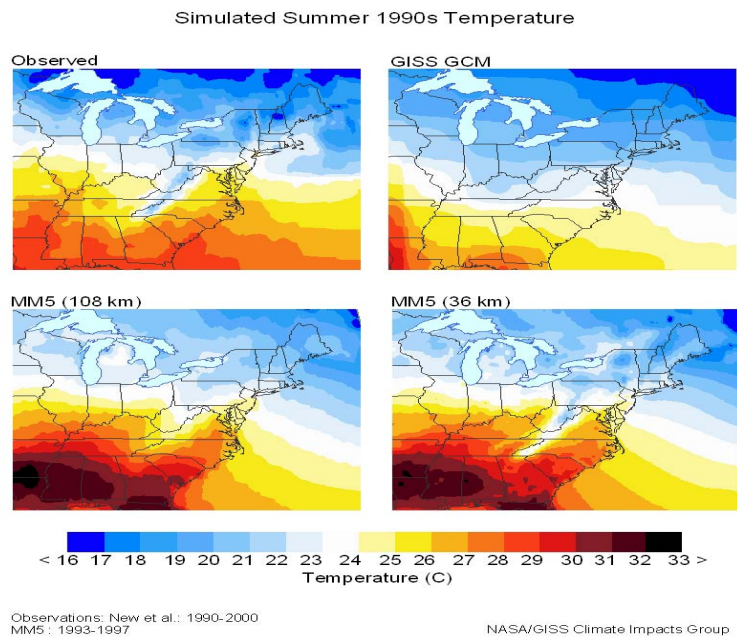 Simulated Summer 1990s Temperature
Observed
GISS GCM
MM5 (108 km)
MM5 (36 km)
< 16 17 18 19 20 21 22 23 24 25 26 27 28 29 30 31 32 33 >
Temperature (C)
Observations: New et al.: 1990-2000
MM5 : 1993-1997
NASA/GISS Climate Impacts Group